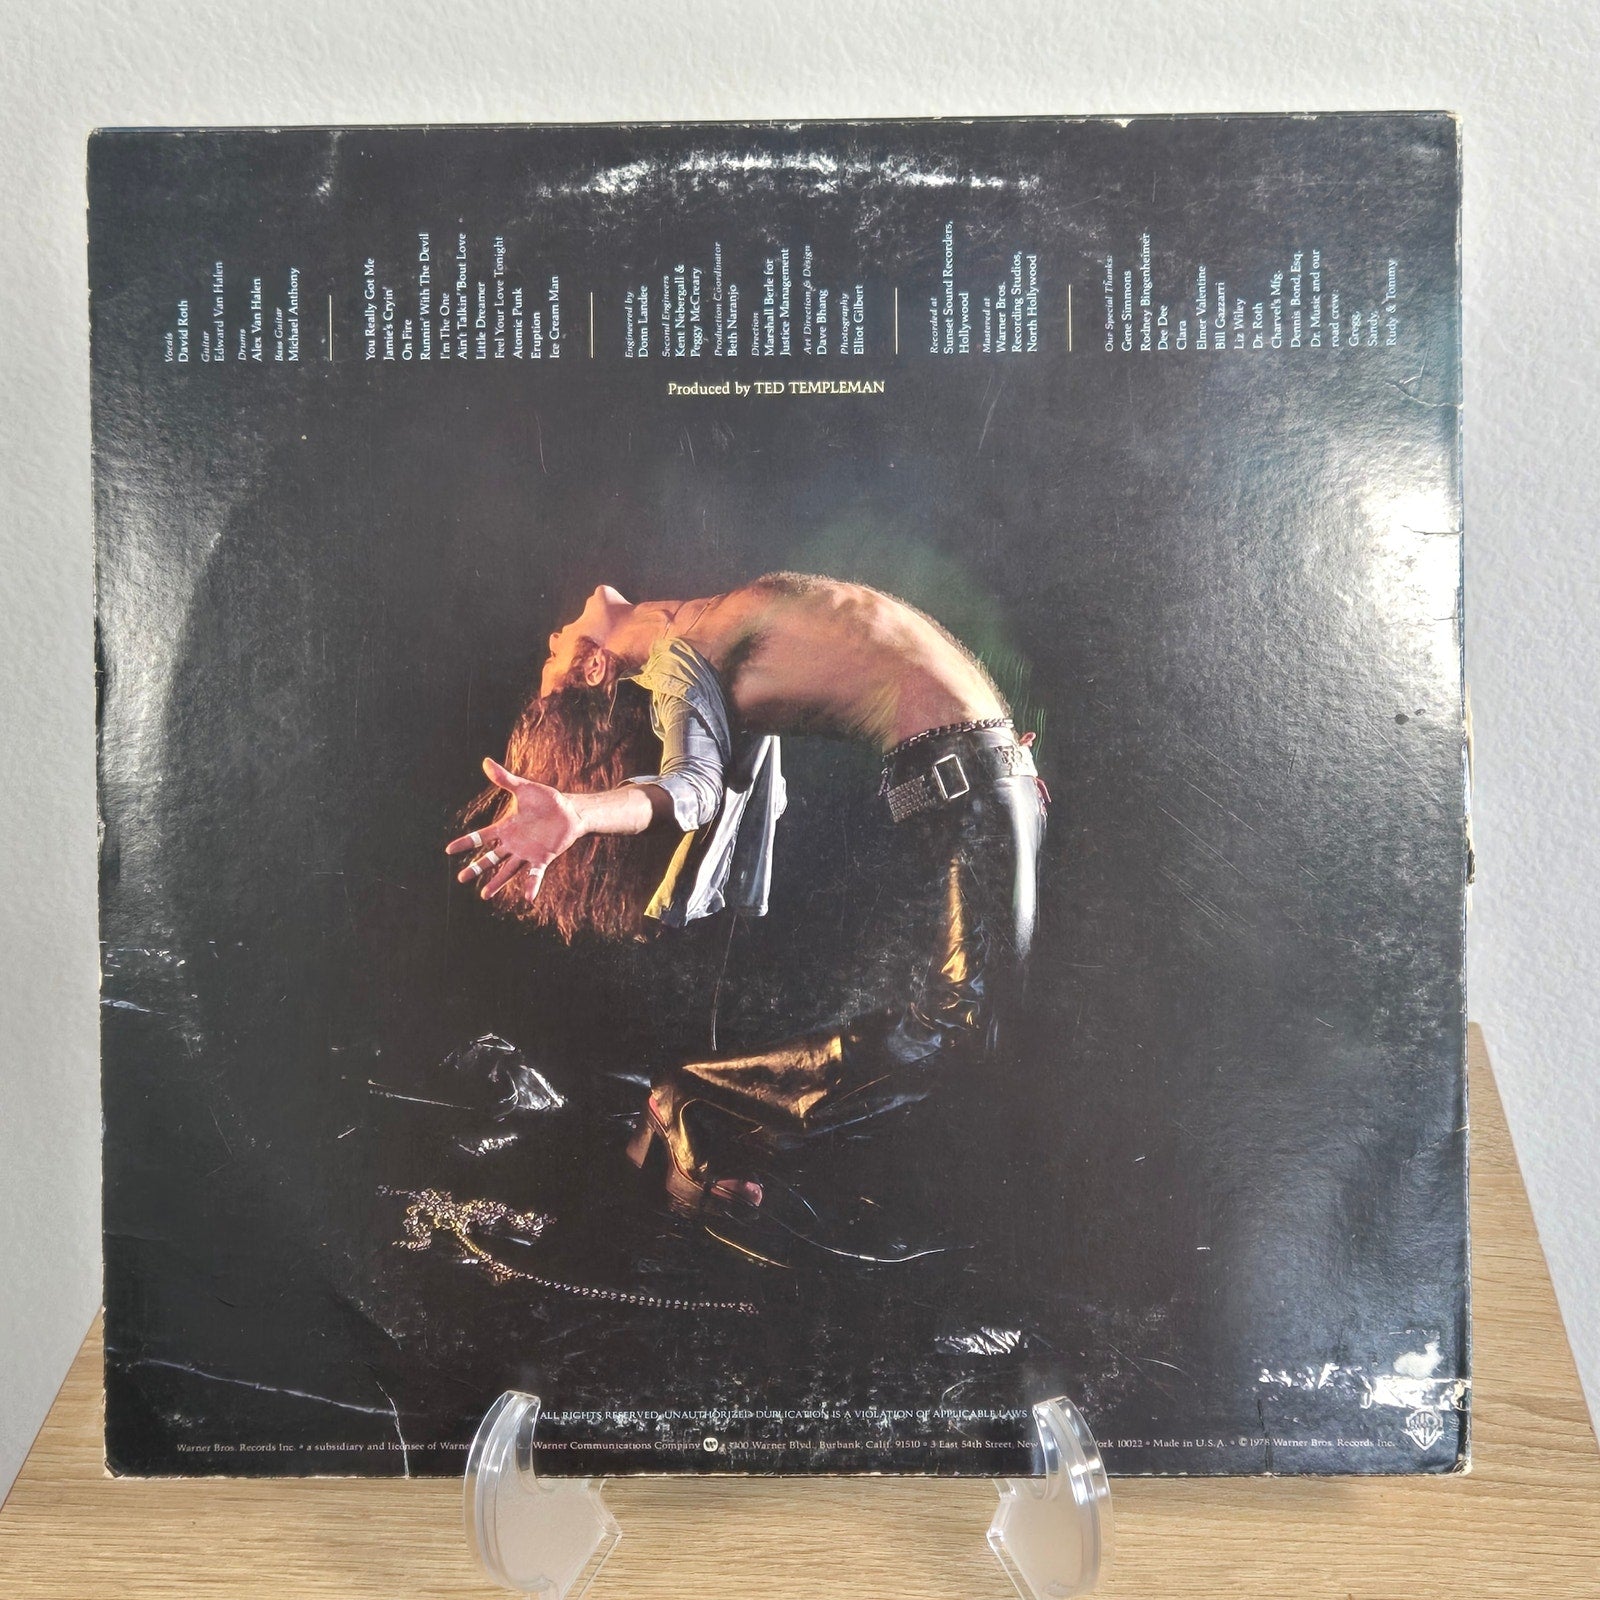 Vocals
David Roth
Guitar
Edward Van Halen
Drums
Alex Van Halen
Bass Guitar
Michael Anthony
You Really Got Me
Jamie's Cryin'
On Fire
Runnin' With The Devil
I'm The One
Ain't Talkin' 'Bout Love
Little Dreamer
Feel Your Love Tonight
Atomic Punk
Eruption
Ice Cream Man
Engineered by
Donn Landee
Second Engineers
Kent Nebergall &
Peggy McCreary
Production Coordinator
Beth Naranjo
Direction
Marshall Berle for
Justice Management
Art Direction & Design
Dave Bhang
Photography
Elliot Gilbert
Recorded at
Sunset Sound Recorders,
Hollywood
Mastered at
Warner Bros.
Recording Studios,
North Hollywood
Our Special Thanks:
Gene Simmons
Rodney Bingenheimer
Dee Dee
Clara
Elmer Valentine
Bill Gazzarri
Liz Wiley
Dr. Roth
Charvel's Mfg.
Dennis Bond, Esq.
Dr. Music and our
road crew:
Gregg,
Sandy,
Rudy & Tommy
Produced by TED TEMPLEMAN
ALL RIGHTS RESERVED. UNAUTHORIZED DUPLICATION IS A VIOLATION OF APPLICABLE LAWS
Warner Bros. Records Inc. • a subsidiary and licensee of Warner Warner Communications Company 3300 Warner Blvd., Burbank, Calif. 91510 • 3 East 54th Street, New York 10022 • Made in U.S.A. • © 1978 Warner Bros. Records Inc.